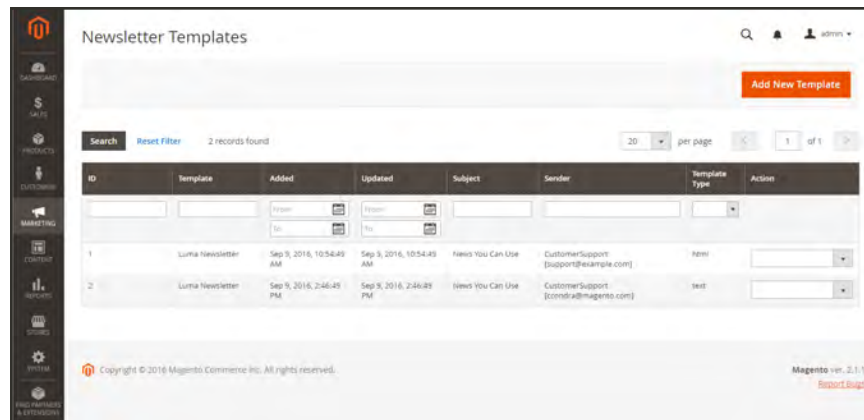 Newsletter Templates
admin
DASHBOARD
$
SALES
PRODUCTS
CUSTOMERS
MARKETING
CONTENT
REPORTS
STORES
SYSTEM
FIND PARTNERS
& EXTENSIONS
Add New Template
Search Reset Filter 2 records found 20 per page 1 of 1
ID Template Added Updated Subject Sender Template Type Action
From From
To To
1 Luma Newsletter Sep 9, 2016, 10:54:49 AM Sep 9, 2016, 10:54:49 AM News You Can Use CustomerSupport [support@example.com] html
2 Luma Newsletter Sep 9, 2016, 2:46:49 PM Sep 9, 2016, 2:46:49 PM News You Can Use CustomerSupport text
Copyright © 2016 Magento Commerce Inc. All rights reserved.
Magento ver. 2.1.1
Report Bugs